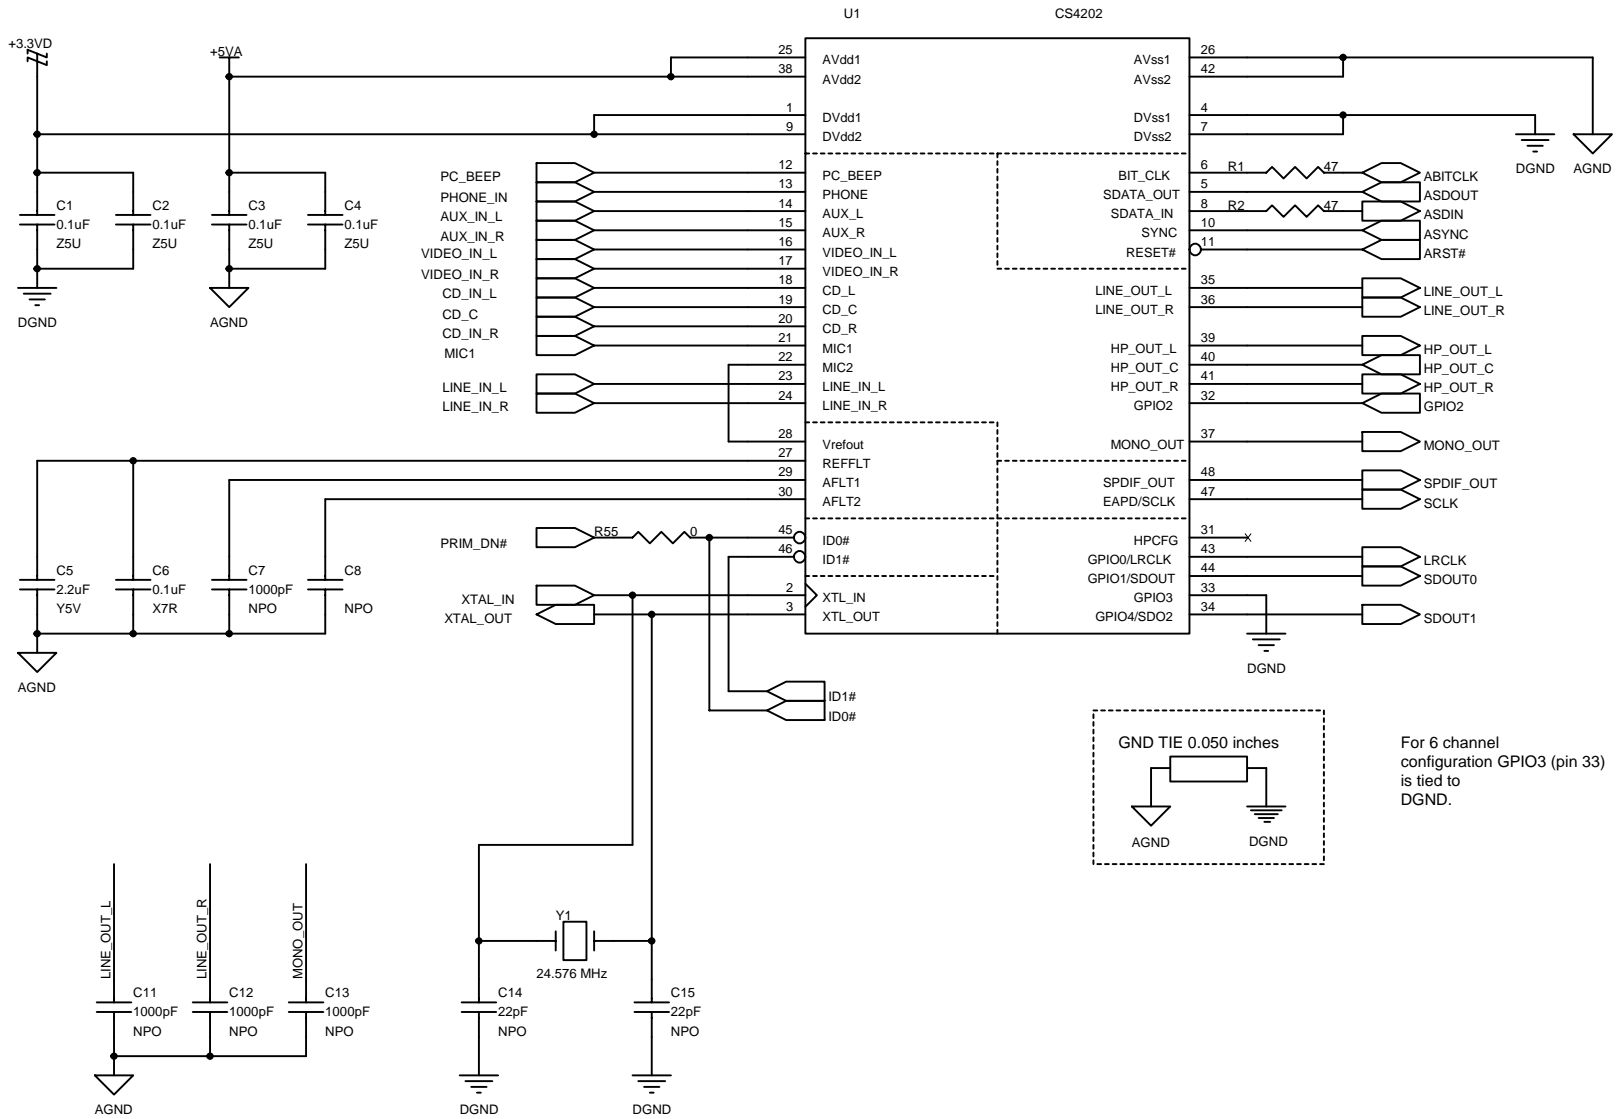 U1 CS4202
+3.3VD
+5VA
25 AVdd1
38 AVdd2
1 DVdd1
9 DVdd2
AVss1 26
AVss2 42
DVss1 4
DVss2 7
DGND
AGND
C1
0.1uF
Z5U
C2
0.1uF
Z5U
C3
0.1uF
Z5U
C4
0.1uF
Z5U
DGND
AGND
PC_BEEP 12 PC_BEEP
PHONE_IN 13 PHONE
AUX_IN_L 14 AUX_L
AUX_IN_R 15 AUX_R
VIDEO_IN_L 16 VIDEO_IN_L
VIDEO_IN_R 17 VIDEO_IN_R
CD_IN_L 18 CD_L
CD_C 19 CD_C
CD_IN_R 20 CD_R
MIC1 21 MIC1
22 MIC2
LINE_IN_L 23 LINE_IN_L
LINE_IN_R 24 LINE_IN_R
28 Vrefout
27 REFFLT
29 AFLT1
30 AFLT2
PRIM_DN# R55 0 45 ID0#
46 ID1#
XTAL_IN 2 XTL_IN
XTAL_OUT 3 XTL_OUT
BIT_CLK 6 R1 47 ABITCLK
SDATA_OUT 5 ASDOUT
SDATA_IN 8 R2 47 ASDIN
SYNC 10 ASYNC
RESET# 11 ARST#
LINE_OUT_L 35 LINE_OUT_L
LINE_OUT_R 36 LINE_OUT_R
HP_OUT_L 39 HP_OUT_L
HP_OUT_C 40 HP_OUT_C
HP_OUT_R 41 HP_OUT_R
GPIO2 32 GPIO2
MONO_OUT 37 MONO_OUT
SPDIF_OUT 48 SPDIF_OUT
EAPD/SCLK 47 SCLK
HPCFG 31
GPIO0/LRCLK 43 LRCLK
GPIO1/SDOUT 44 SDOUT0
GPIO3 33
GPIO4/SDO2 34 SDOUT1
DGND
C5
2.2uF
Y5V
C6
0.1uF
X7R
C7
1000pF
NPO
C8
NPO
AGND
ID1#
ID0#
GND TIE 0.050 inches
AGND
DGND
For 6 channel
configuration GPIO3 (pin 33)
is tied to
DGND.
LINE_OUT_L
LINE_OUT_R
MONO_OUT
C11
1000pF
NPO
C12
1000pF
NPO
C13
1000pF
NPO
AGND
Y1
24.576 MHz
C14
22pF
NPO
C15
22pF
NPO
DGND
DGND